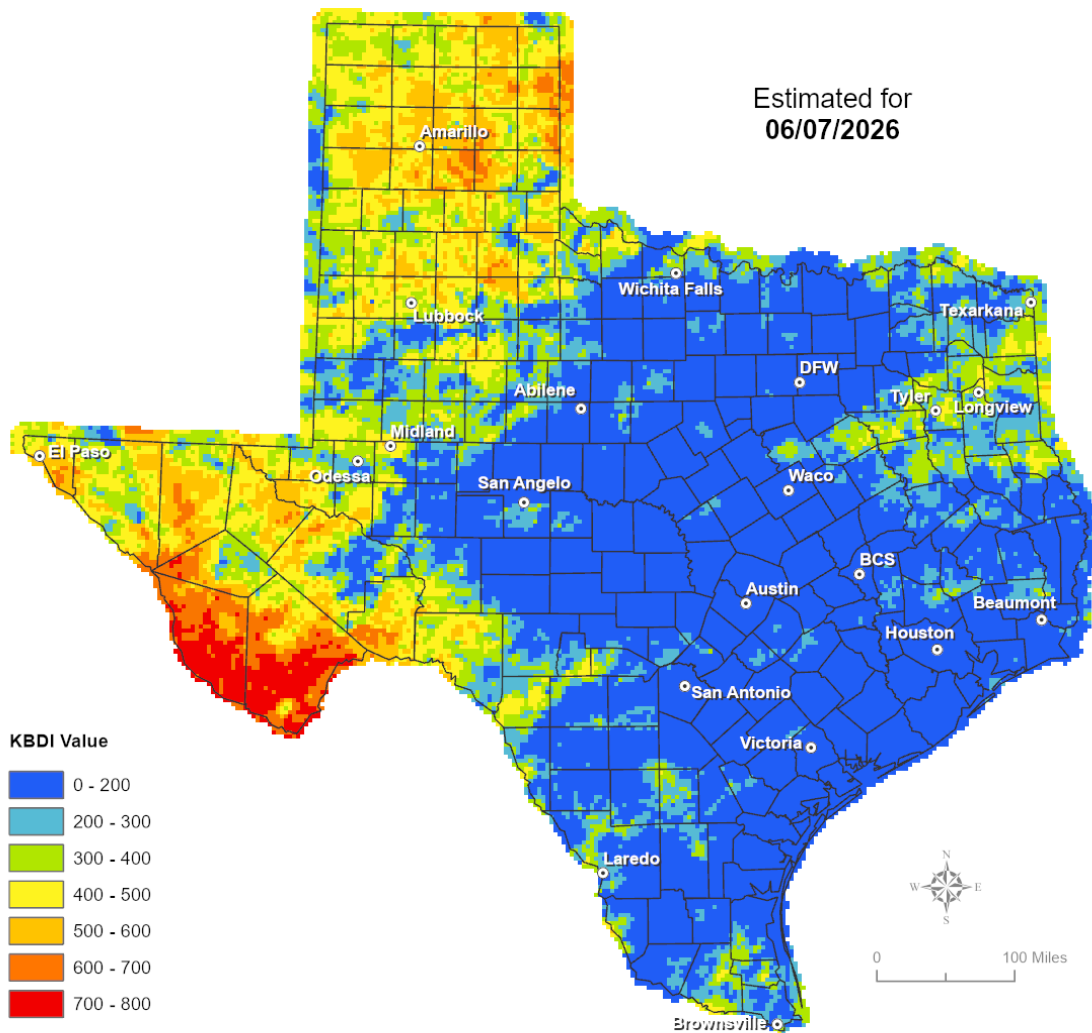 Estimated for
06/07/2026
Amarillo
Wichita Falls
Lubbock
Texarkana
DFW
Abilene
Tyler
Longview
Midland
El Paso
Odessa
San Angelo
Waco
BCS
Austin
Beaumont
Houston
San Antonio
Victoria
KBDI Value
0 - 200
200 - 300
300 - 400
400 - 500
500 - 600
600 - 700
700 - 800
Laredo
N
W E
S
0 100 Miles
Brownsville